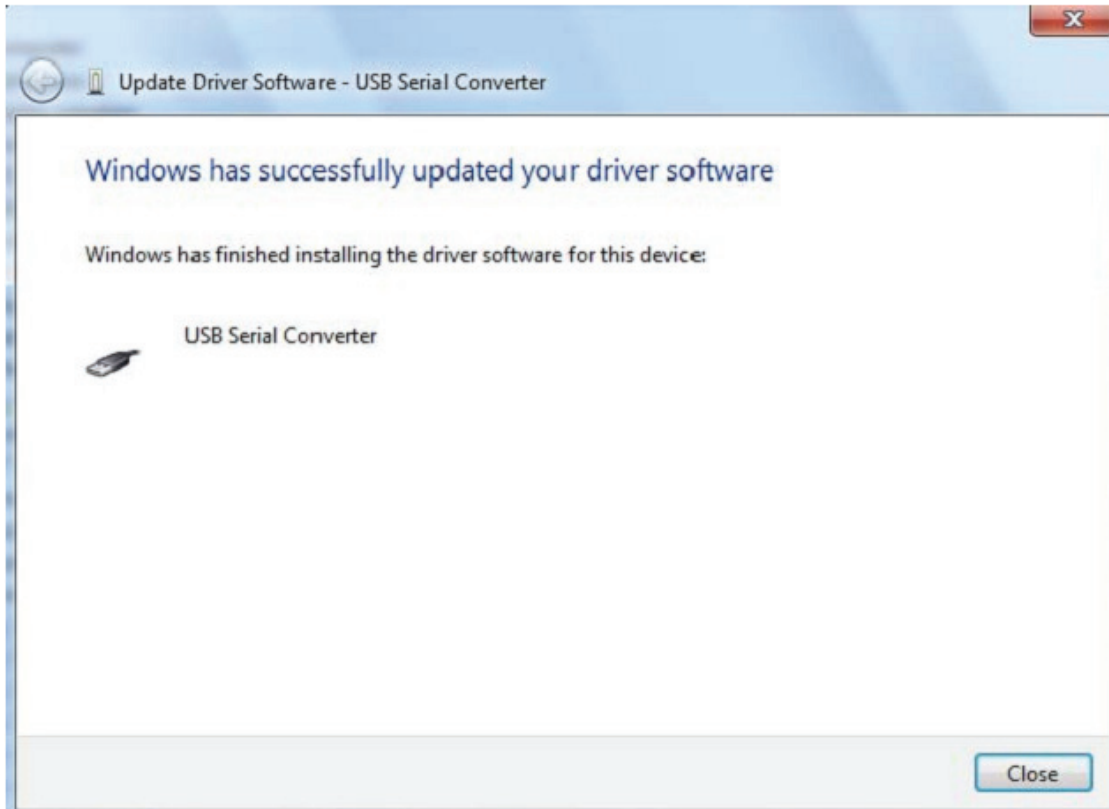 Update Driver Software - USB Serial Converter
Windows has successfully updated your driver software
Windows has finished installing the driver software for this device:
USB Serial Converter
Close